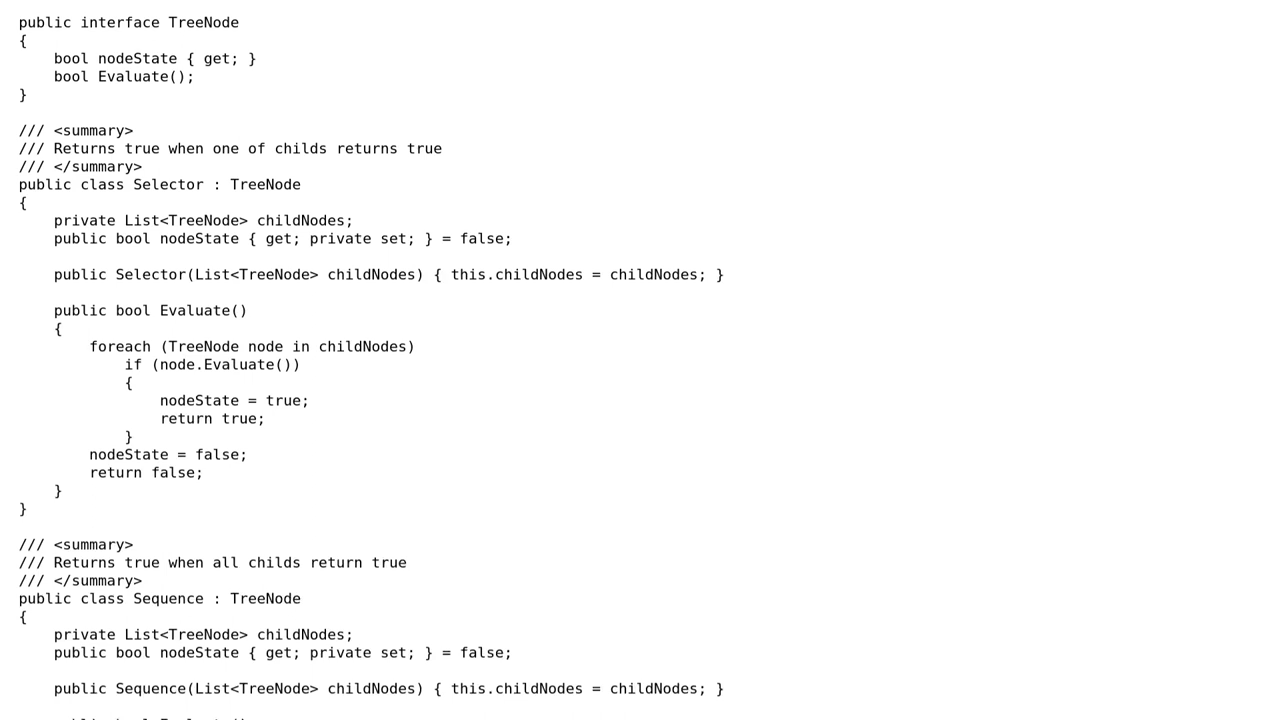 public interface TreeNode
{
    bool nodeState { get; }
    bool Evaluate();
}

/// <summary>
/// Returns true when one of childs returns true
/// </summary>
public class Selector : TreeNode
{
    private List<TreeNode> childNodes;
    public bool nodeState { get; private set; } = false;

    public Selector(List<TreeNode> childNodes) { this.childNodes = childNodes; }

    public bool Evaluate()
    {
        foreach (TreeNode node in childNodes)
            if (node.Evaluate())
            {
                nodeState = true;
                return true;
            }
        nodeState = false;
        return false;
    }
}

/// <summary>
/// Returns true when all childs return true
/// </summary>
public class Sequence : TreeNode
{
    private List<TreeNode> childNodes;
    public bool nodeState { get; private set; } = false;

    public Sequence(List<TreeNode> childNodes) { this.childNodes = childNodes; }